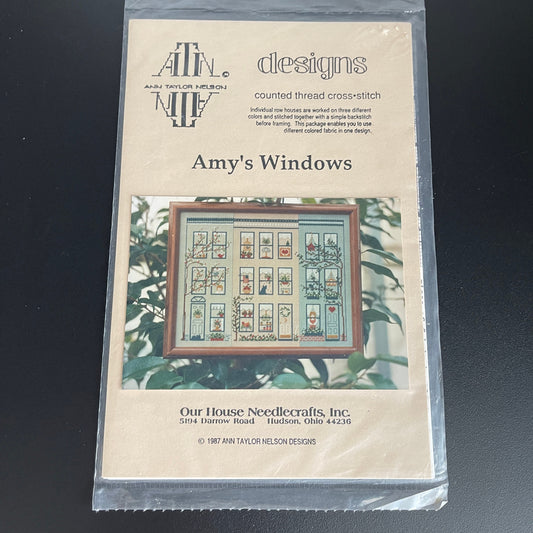 ATN.
designs
ANN TAYLOR NELSON
counted thread cross•stitch
Individual row houses are worked on three different
colors and stitched together with a simple backstitch
before framing. This package enables you to use
different colored fabric in one design.
Amy's Windows
Our House Needlecrafts, Inc.
5194 Darrow Road Hudson, Ohio 44236
© 1987 ANN TAYLOR NELSON DESIGNS